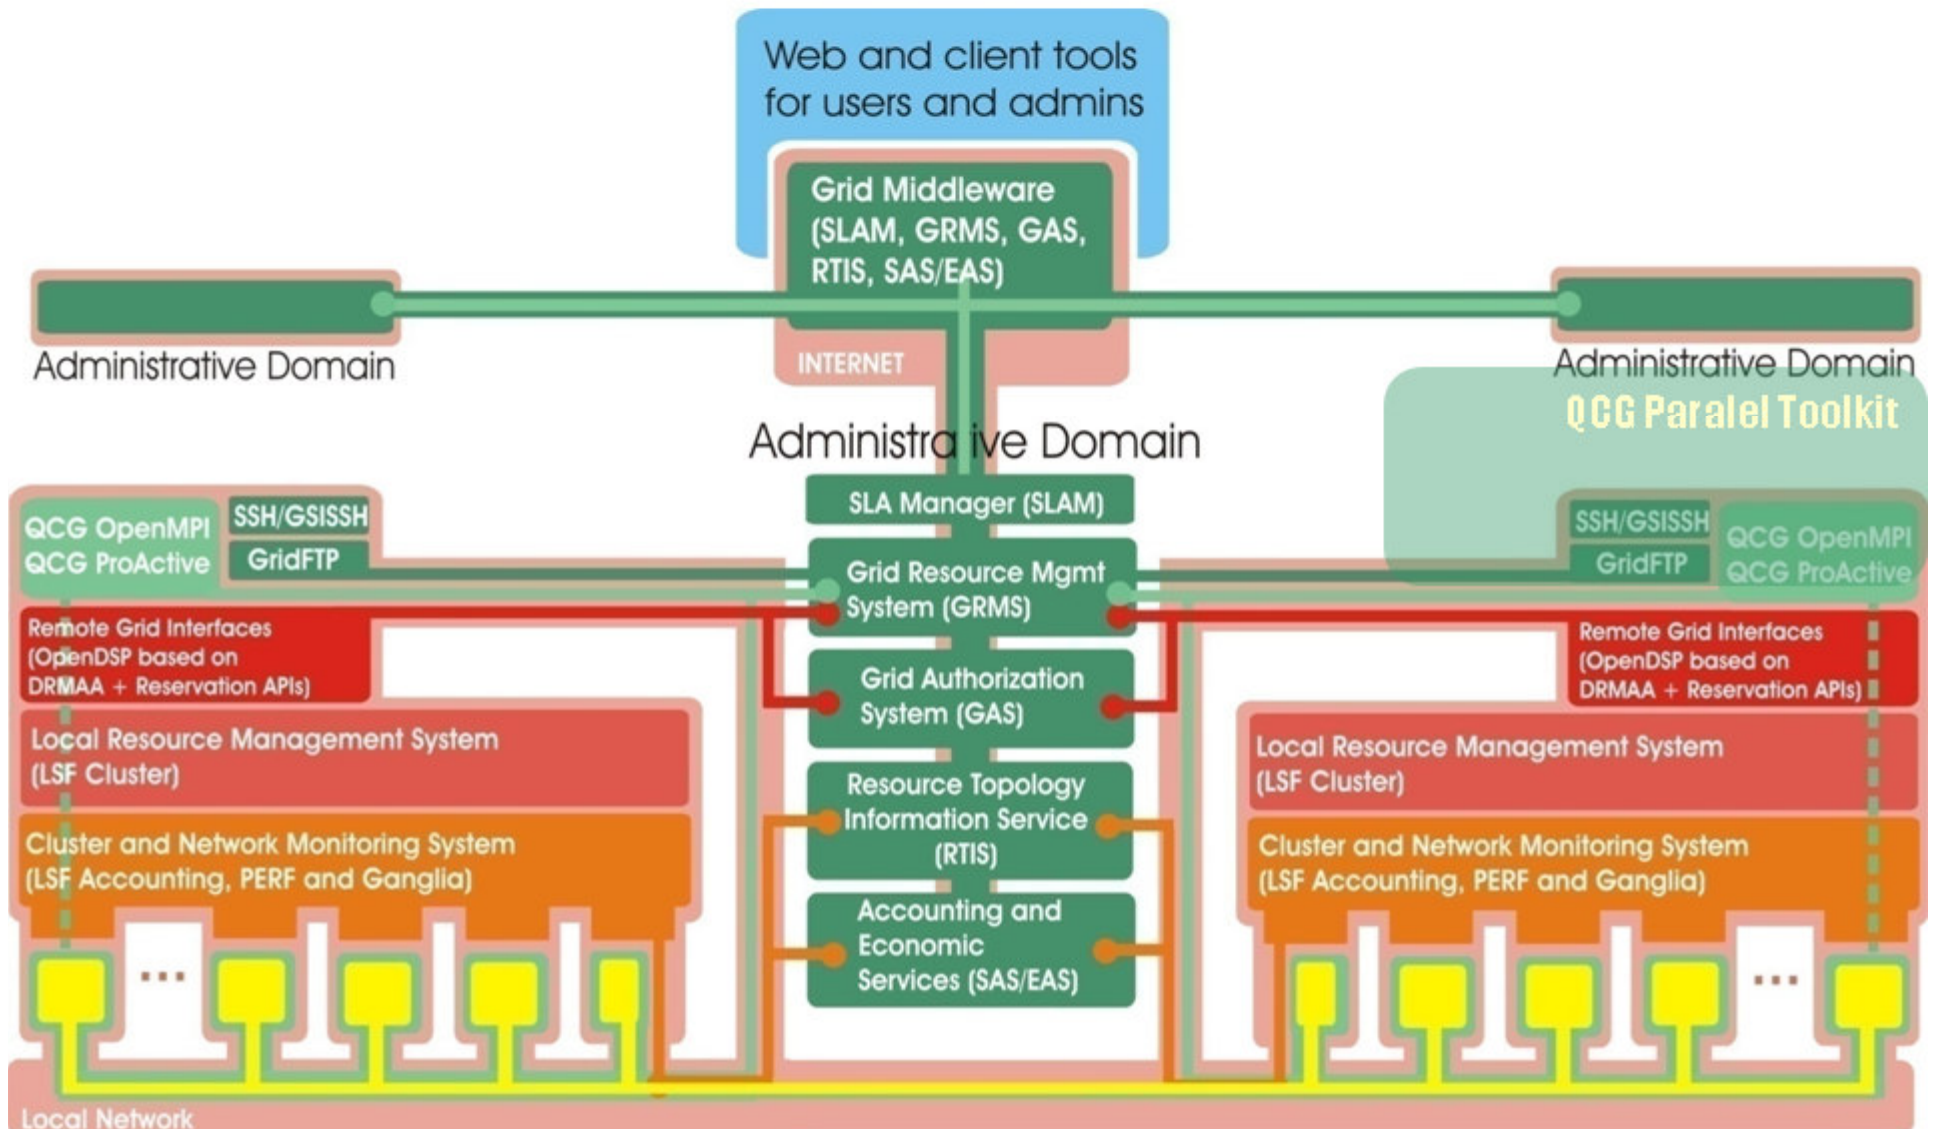 Web and client tools
for users and admins
Grid Middleware
(SLAM, GRMS, GAS,
RTIS, SAS/EAS)
INTERNET
Administrative Domain
Administrative Domain
QCG Paralel Toolkit
Administra ive Domain
SLA Manager (SLAM)
Grid Resource Mgmt
System (GRMS)
Grid Authorization
System (GAS)
Resource Topology
Information Service
(RTIS)
Accounting and
Economic
Services (SAS/EAS)
QCG OpenMPI
QCG ProActive
SSH/GSISSH
GridFTP
Remote Grid Interfaces
(OpenDSP based on
DRMAA + Reservation APIs)
Local Resource Management System
(LSF Cluster)
Cluster and Network Monitoring System
(LSF Accounting, PERF and Ganglia)
...
SSH/GSISSH
GridFTP
QCG OpenMPI
QCG ProActive
Remote Grid Interfaces
(OpenDSP based on
DRMAA + Reservation APIs)
Local Resource Management System
(LSF Cluster)
Cluster and Network Monitoring System
(LSF Accounting, PERF and Ganglia)
...
Local Network